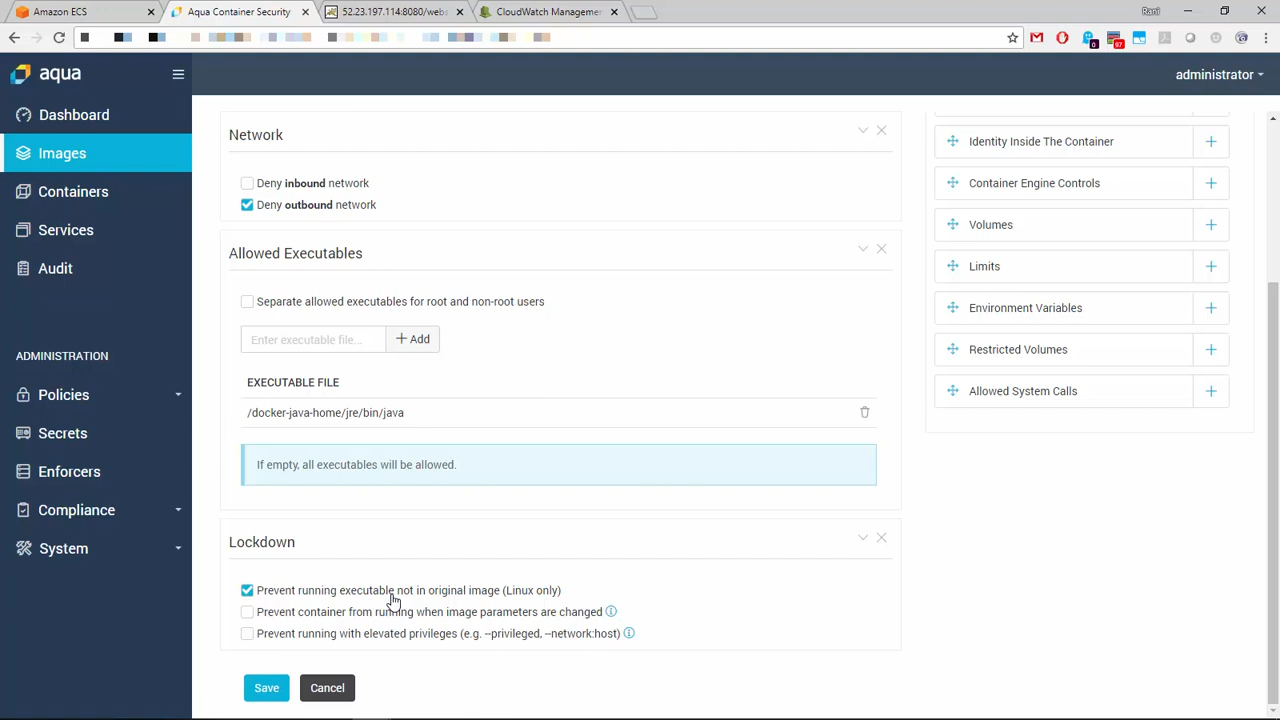 Amazon ECS
Aqua Container Security
52.23.197.114:8080/webs
CloudWatch Managemen
Rani
0
87
aqua
administrator
Dashboard
Images
Containers
Services
Audit
ADMINISTRATION
Policies
Secrets
Enforcers
Compliance
System
Network
Deny inbound network
Deny outbound network
Allowed Executables
Separate allowed executables for root and non-root users
Enter executable file...
Add
EXECUTABLE FILE
/docker-java-home/jre/bin/java
If empty, all executables will be allowed.
Lockdown
Prevent running executable not in original image (Linux only)
Prevent container from running when image parameters are changed
Prevent running with elevated privileges (e.g. --privileged, --network:host)
Save
Cancel
Identity Inside The Container
Container Engine Controls
Volumes
Limits
Environment Variables
Restricted Volumes
Allowed System Calls